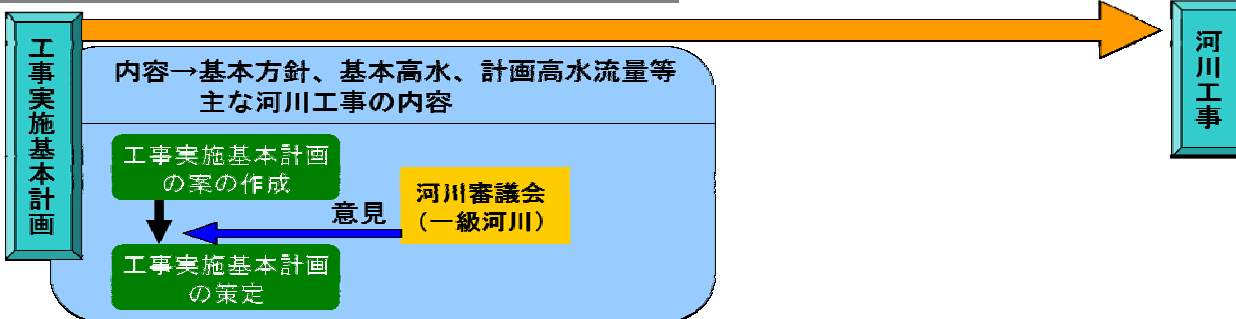 工事実施基本計画
内容→基本方針、基本高水、計画高水流量等
主な河川工事の内容
工事実施基本計画
の案の作成
意見
河川審議会
（一級河川）
工事実施基本計画
の策定
河川工事